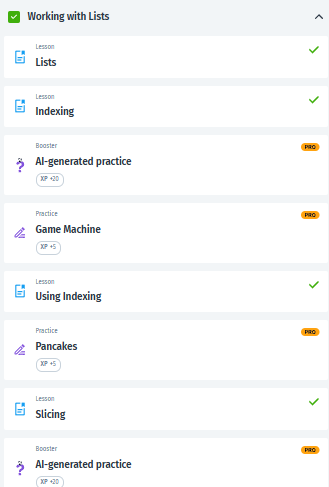 Working with Lists
Lesson
Lists
Lesson
Indexing
Booster
PRO
AI-generated practice
XP +20
Practice
PRO
Game Machine
XP +5
Lesson
Using Indexing
Practice
PRO
Pancakes
XP +5
Lesson
Slicing
Booster
PRO
AI-generated practice
XP +20